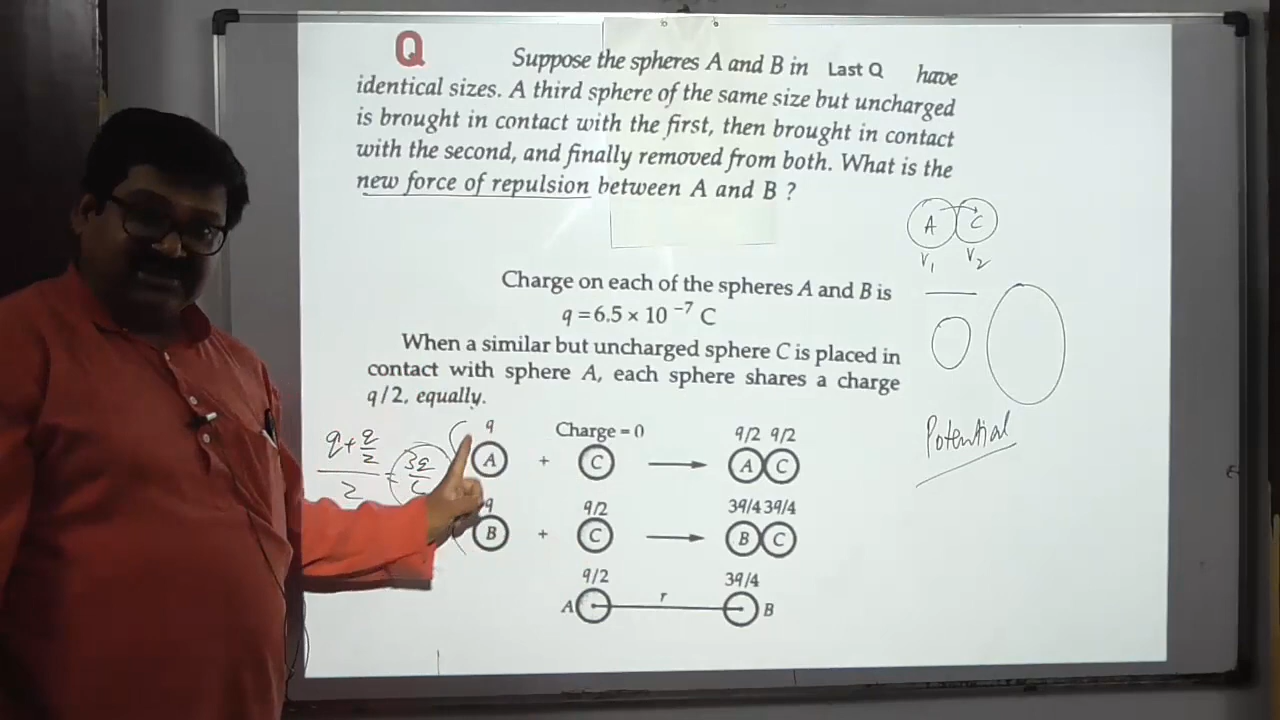 Q Suppose the spheres A and B in Last Q have
identical sizes. A third sphere of the same size but uncharged
is brought in contact with the first, then brought in contact
with the second, and finally removed from both. What is the
new force of repulsion between A and B ?
A C
V₁ V₂
Charge on each of the spheres A and B is
q = 6.5 × 10 ⁻⁷ C
When a similar but uncharged sphere C is placed in
contact with sphere A, each sphere shares a charge
q/2, equally.
Potential
q + q/2
2
=
q Charge = 0 q/2 q/2
A + C A C
q q/2 3q/4 3q/4
B + C B C
q/2 3q/4
A r B